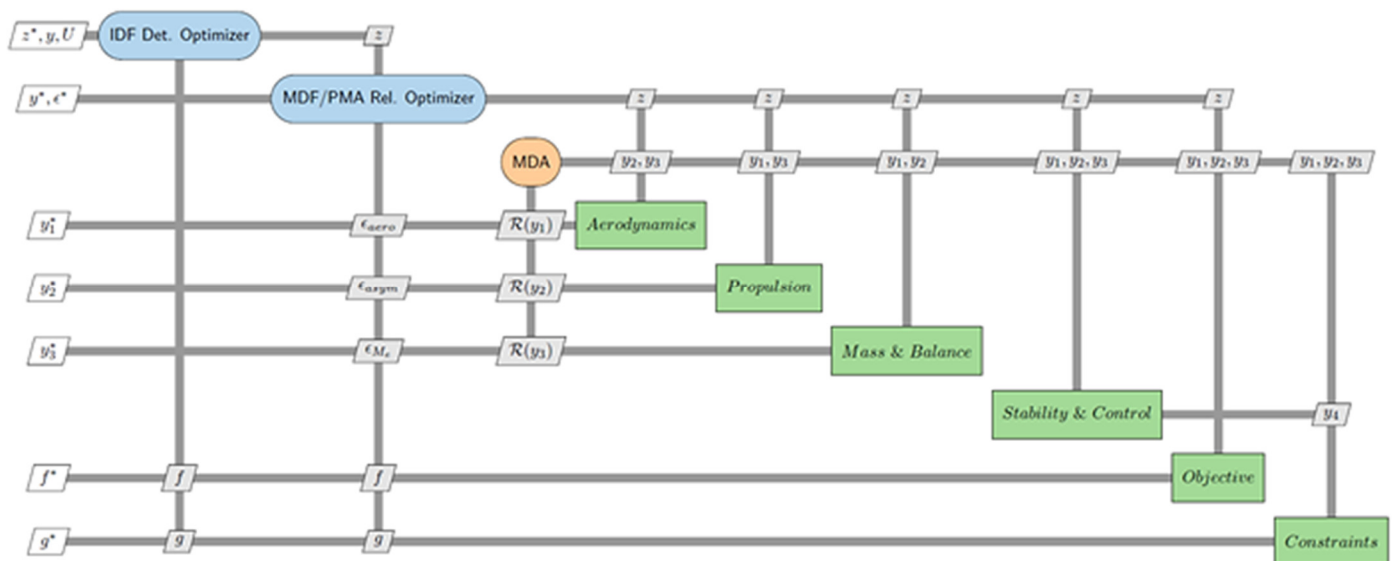 z*, y, U IDF Det. Optimizer z
y*, ϵ* MDF/PMA Rel. Optimizer z z z z z
MDA y₂, y₃ y₁, y₃ y₁, y₂ y₁, y₂, y₃ y₁, y₂, y₃ y₁, y₂, y₃
y₁* ϵaero R(y₁) Aerodynamics
y₂* ϵasym R(y₂) Propulsion
y₃* R(y₃) Mass & Balance
Stability & Control y₄
f* f f Objective
g* g g Constraints